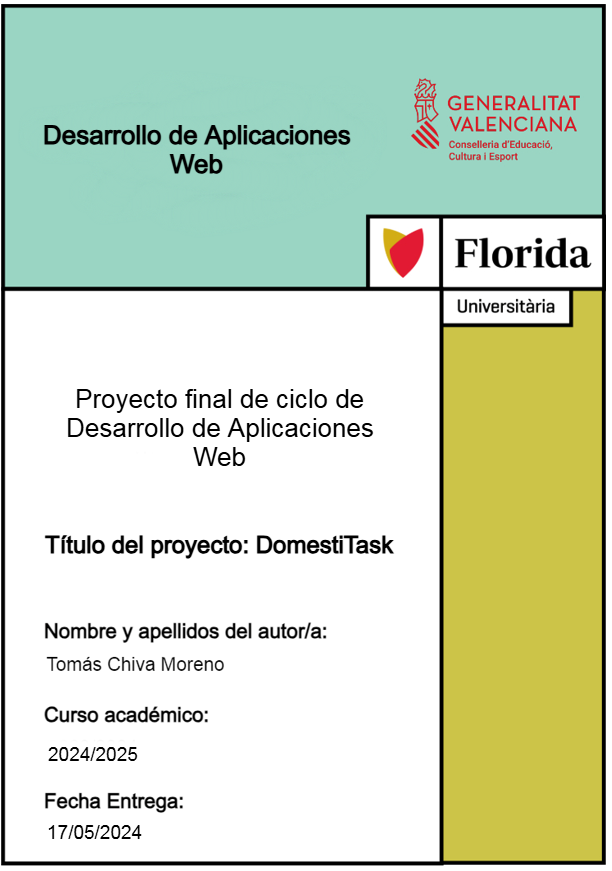 Desarrollo de Aplicaciones
Web
GENERALITAT
VALENCIANA
Conselleria d'Educació,
Cultura i Esport
Florida
Universitària
Proyecto final de ciclo de
Desarrollo de Aplicaciones
Web
Título del proyecto: DomestiTask
Nombre y apellidos del autor/a:
Tomás Chiva Moreno
Curso académico:
2024/2025
Fecha Entrega:
17/05/2024